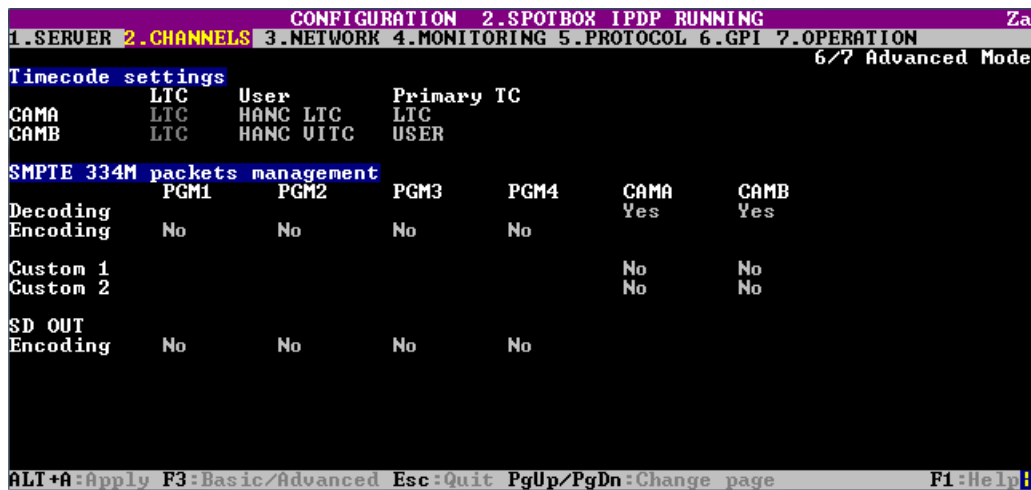 CONFIGURATION 2.SPOTBOX IPDP RUNNING Za
1.SERVER 2.CHANNELS 3.NETWORK 4.MONITORING 5.PROTOCOL 6.GPI 7.OPERATION
6/7 Advanced Mode
Timecode settings
LTC User Primary TC
CAMA LTC HANC LTC LTC
CAMB LTC HANC VITC USER
SMPTE 334M packets management
PGM1 PGM2 PGM3 PGM4 CAMA CAMB
Decoding Yes Yes
Encoding No No No No
Custom 1 No No
Custom 2 No No
SD OUT
Encoding No No No No
ALT+A:Apply F3:Basic/Advanced Esc:Quit PgUp/PgDn:Change page F1:Help